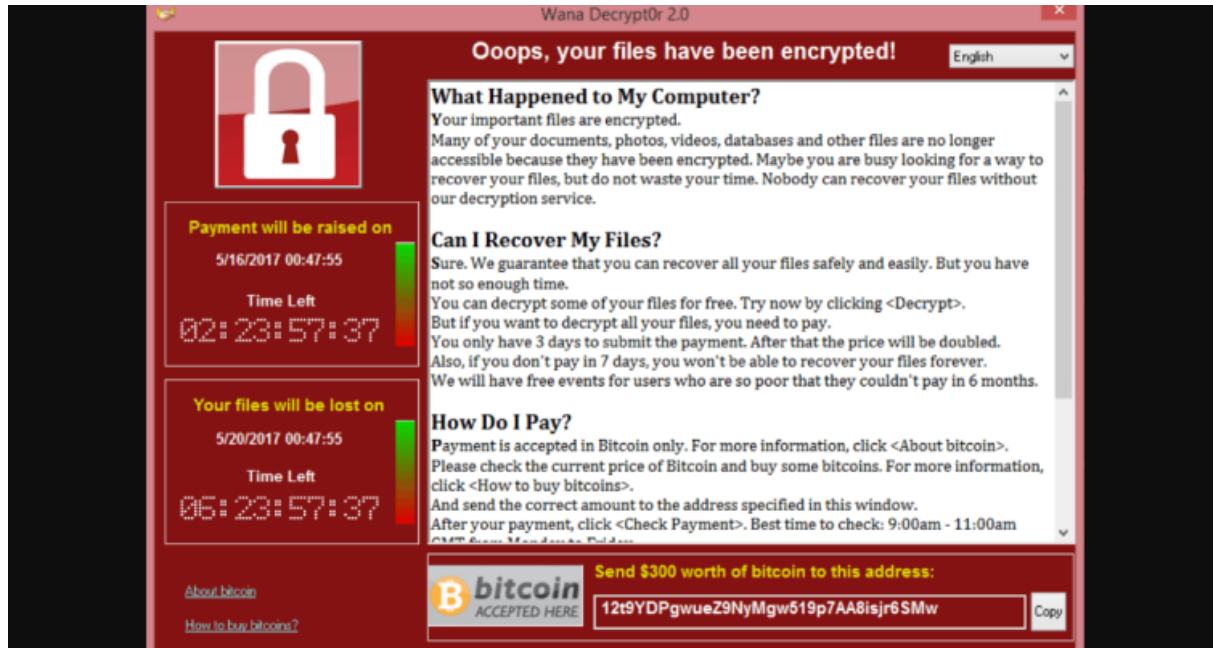 Wana Decrypt0r 2.0
Ooops, your files have been encrypted!
English
What Happened to My Computer?
Your important files are encrypted.
Many of your documents, photos, videos, databases and other files are no longer
accessible because they have been encrypted. Maybe you are busy looking for a way to
recover your files, but do not waste your time. Nobody can recover your files without
our decryption service.
Can I Recover My Files?
Sure. We guarantee that you can recover all your files safely and easily. But you have
not so enough time.
You can decrypt some of your files for free. Try now by clicking <Decrypt>.
But if you want to decrypt all your files, you need to pay.
You only have 3 days to submit the payment. After that the price will be doubled.
Also, if you don't pay in 7 days, you won't be able to recover your files forever.
We will have free events for users who are so poor that they couldn't pay in 6 months.
How Do I Pay?
Payment is accepted in Bitcoin only. For more information, click <About bitcoin>.
Please check the current price of Bitcoin and buy some bitcoins. For more information,
click <How to buy bitcoins>.
And send the correct amount to the address specified in this window.
After your payment, click <Check Payment>. Best time to check: 9:00am - 11:00am
GMT from Monday to Friday
Payment will be raised on
5/16/2017 00:47:55
Time Left
02:23:57:37
Your files will be lost on
5/20/2017 00:47:55
Time Left
06:23:57:37
About bitcoin
How to buy bitcoins?
bitcoin
ACCEPTED HERE
Send $300 worth of bitcoin to this address:
12t9YDPgwueZ9NyMgw519p7AA8isjr6SMw
Copy